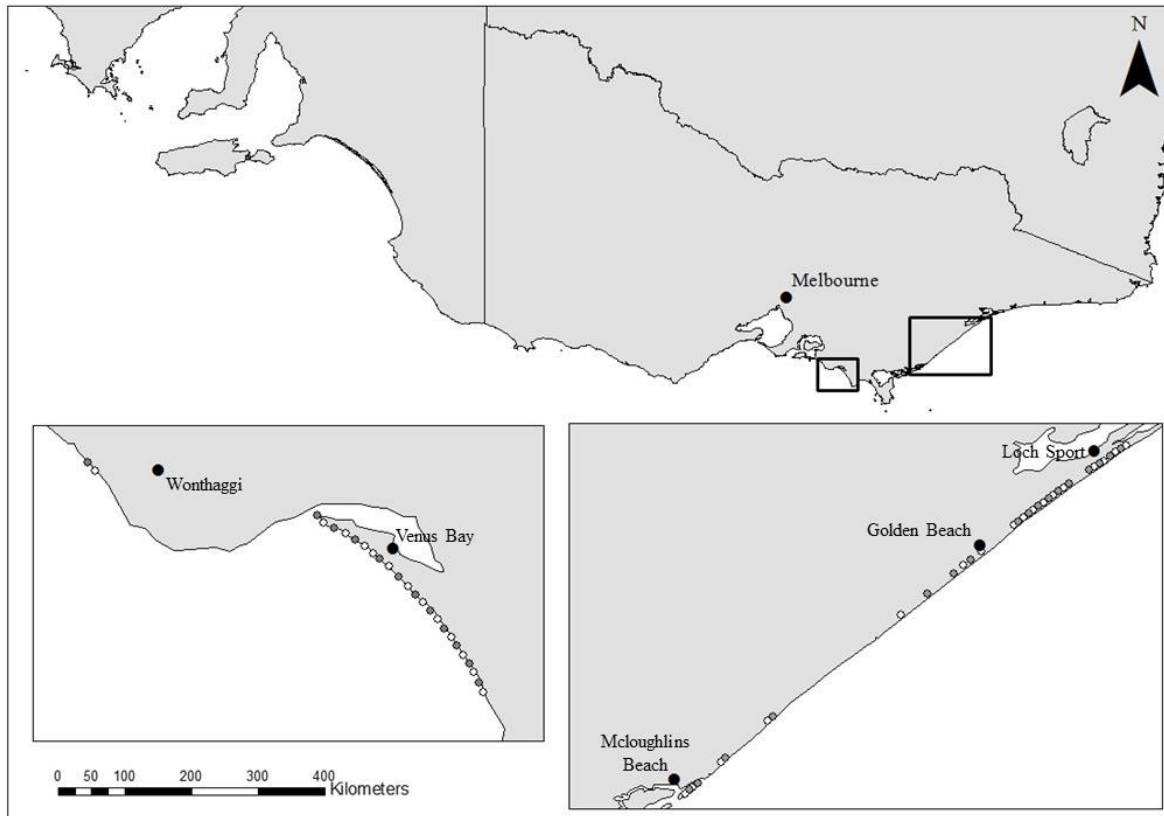 N
Melbourne
Wonthaggi
Venus Bay
Loch Sport
Golden Beach
Mcloughlins
Beach
0 50 100 200 300 400
Kilometers